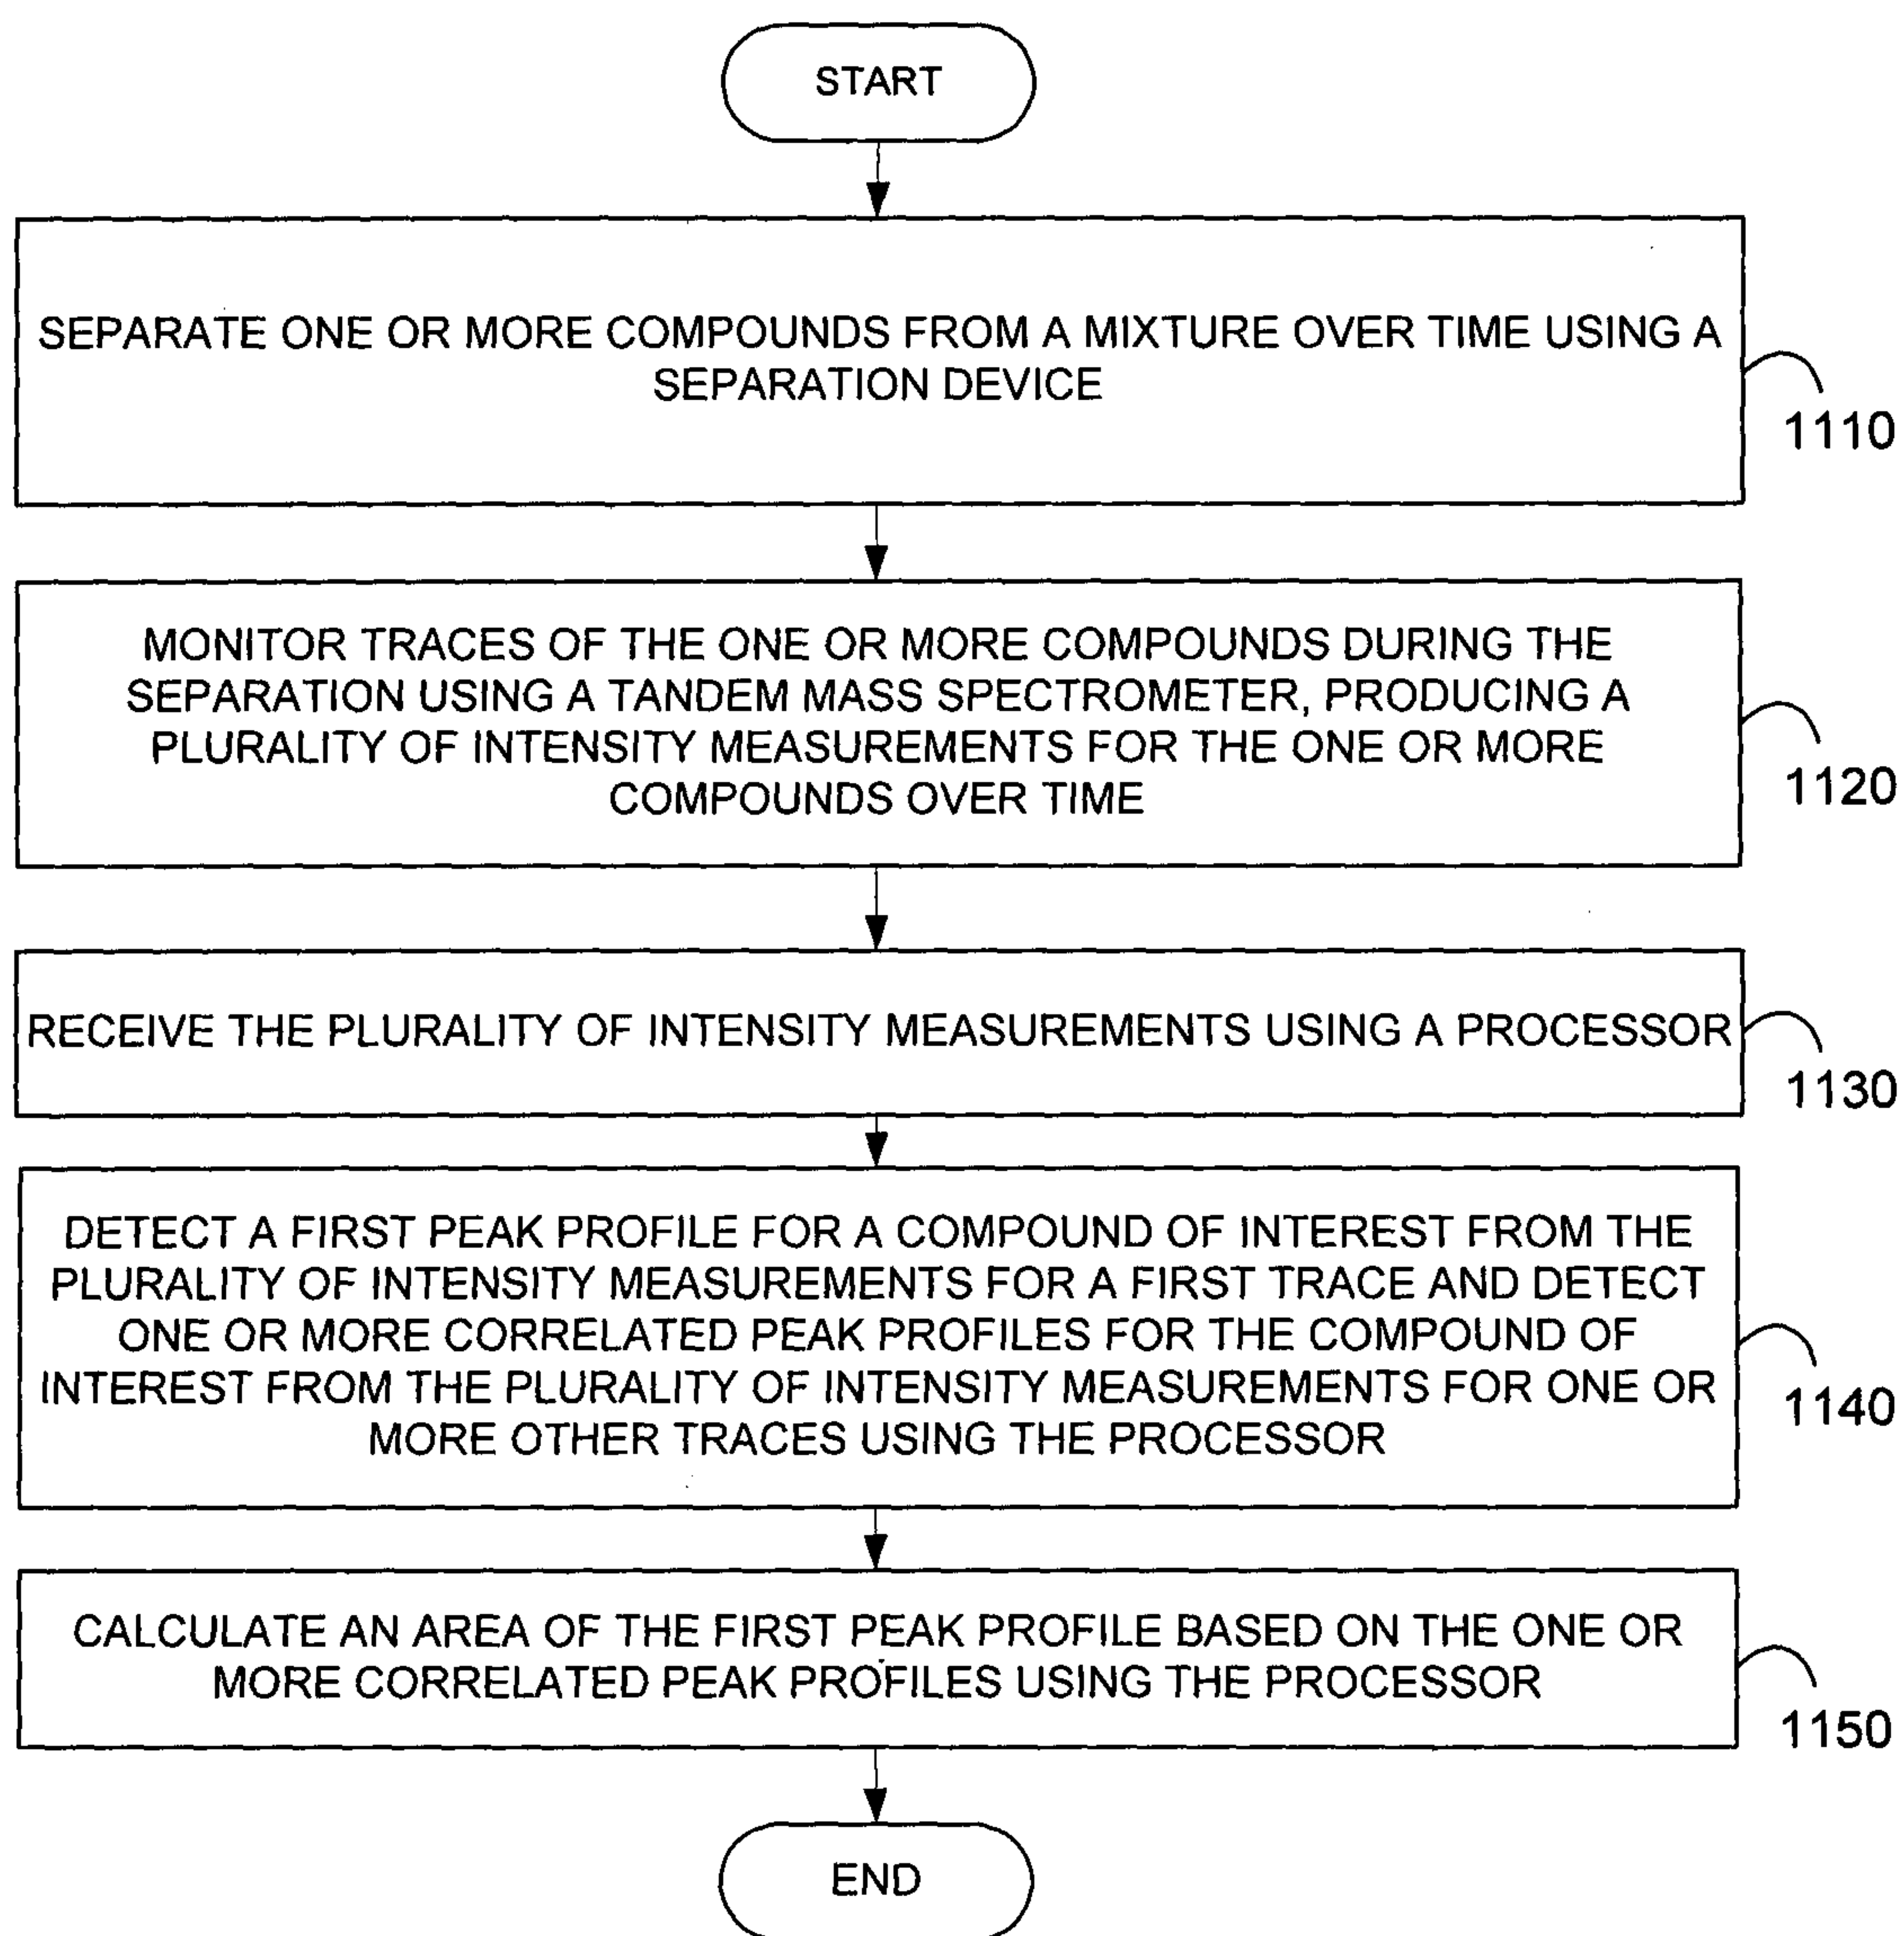 START
SEPARATE ONE OR MORE COMPOUNDS FROM A MIXTURE OVER TIME USING A
SEPARATION DEVICE
1110
MONITOR TRACES OF THE ONE OR MORE COMPOUNDS DURING THE
SEPARATION USING A TANDEM MASS SPECTROMETER, PRODUCING A
PLURALITY OF INTENSITY MEASUREMENTS FOR THE ONE OR MORE
COMPOUNDS OVER TIME
1120
RECEIVE THE PLURALITY OF INTENSITY MEASUREMENTS USING A PROCESSOR
1130
DETECT A FIRST PEAK PROFILE FOR A COMPOUND OF INTEREST FROM THE
PLURALITY OF INTENSITY MEASUREMENTS FOR A FIRST TRACE AND DETECT
ONE OR MORE CORRELATED PEAK PROFILES FOR THE COMPOUND OF
INTEREST FROM THE PLURALITY OF INTENSITY MEASUREMENTS FOR ONE OR
MORE OTHER TRACES USING THE PROCESSOR
1140
CALCULATE AN AREA OF THE FIRST PEAK PROFILE BASED ON THE ONE OR
MORE CORRELATED PEAK PROFILES USING THE PROCESSOR
1150
END